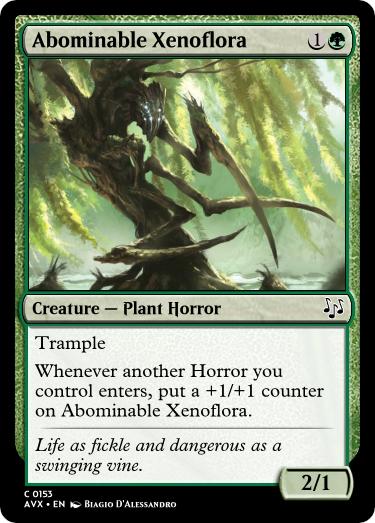 Abominable Xenoflora 1
Creature — Plant Horror
Trample
Whenever another Horror you
control enters, put a +1/+1 counter
on Abominable Xenoflora.
Life as fickle and dangerous as a
swinging vine.
2/1
C 0153
AVX • EN Biagio D'Alessandro